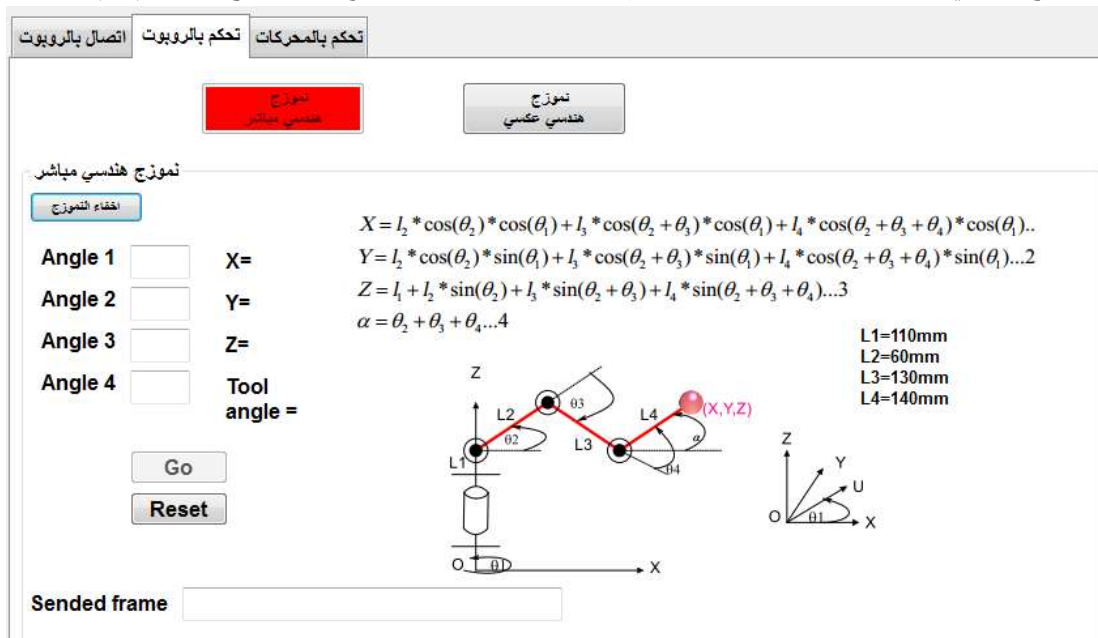 اتصال بالروبوت
تحكم بالروبوت
تحكم بالمحركات
نموزج
هندسي مباشر
نموزج
هندسي عكسي
نموزج هندسي مباشر
اخفاء النموزج
X = l₂*cos(θ₂)*cos(θ₁)+l₃*cos(θ₂+θ₃)*cos(θ₁)+l₄*cos(θ₂+θ₃+θ₄)*cos(θ₁)..
Y = l₂*cos(θ₂)*sin(θ₁)+l₃*cos(θ₂+θ₃)*sin(θ₁)+l₄*cos(θ₂+θ₃+θ₄)*sin(θ₁)...2
Z = l₁+l₂*sin(θ₂)+l₃*sin(θ₂+θ₃)+l₄*sin(θ₂+θ₃+θ₄)...3
α = θ₂+θ₃+θ₄...4
Angle 1
X=
Angle 2
Y=
Angle 3
Z=
Angle 4
Tool
angle =
L1=110mm
L2=60mm
L3=130mm
L4=140mm
Z
L2
θ3
L4
(X,Y,Z)
θ2
L3
α
L1
θ4
O
θ1
X
Z
Y
U
O
θ1
X
Go
Reset
Sended frame